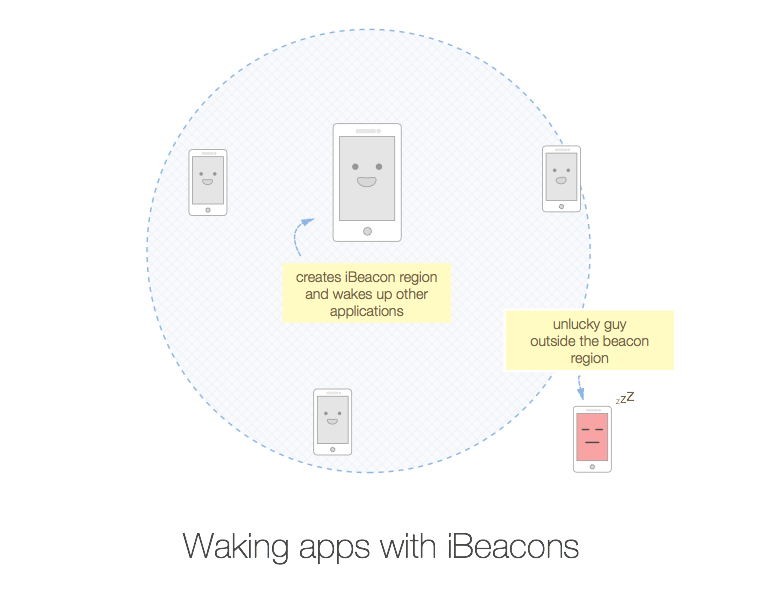 creates iBeacon region
and wakes up other
applications
unlucky guy
outside the beacon
region
zzZ
Waking apps with iBeacons